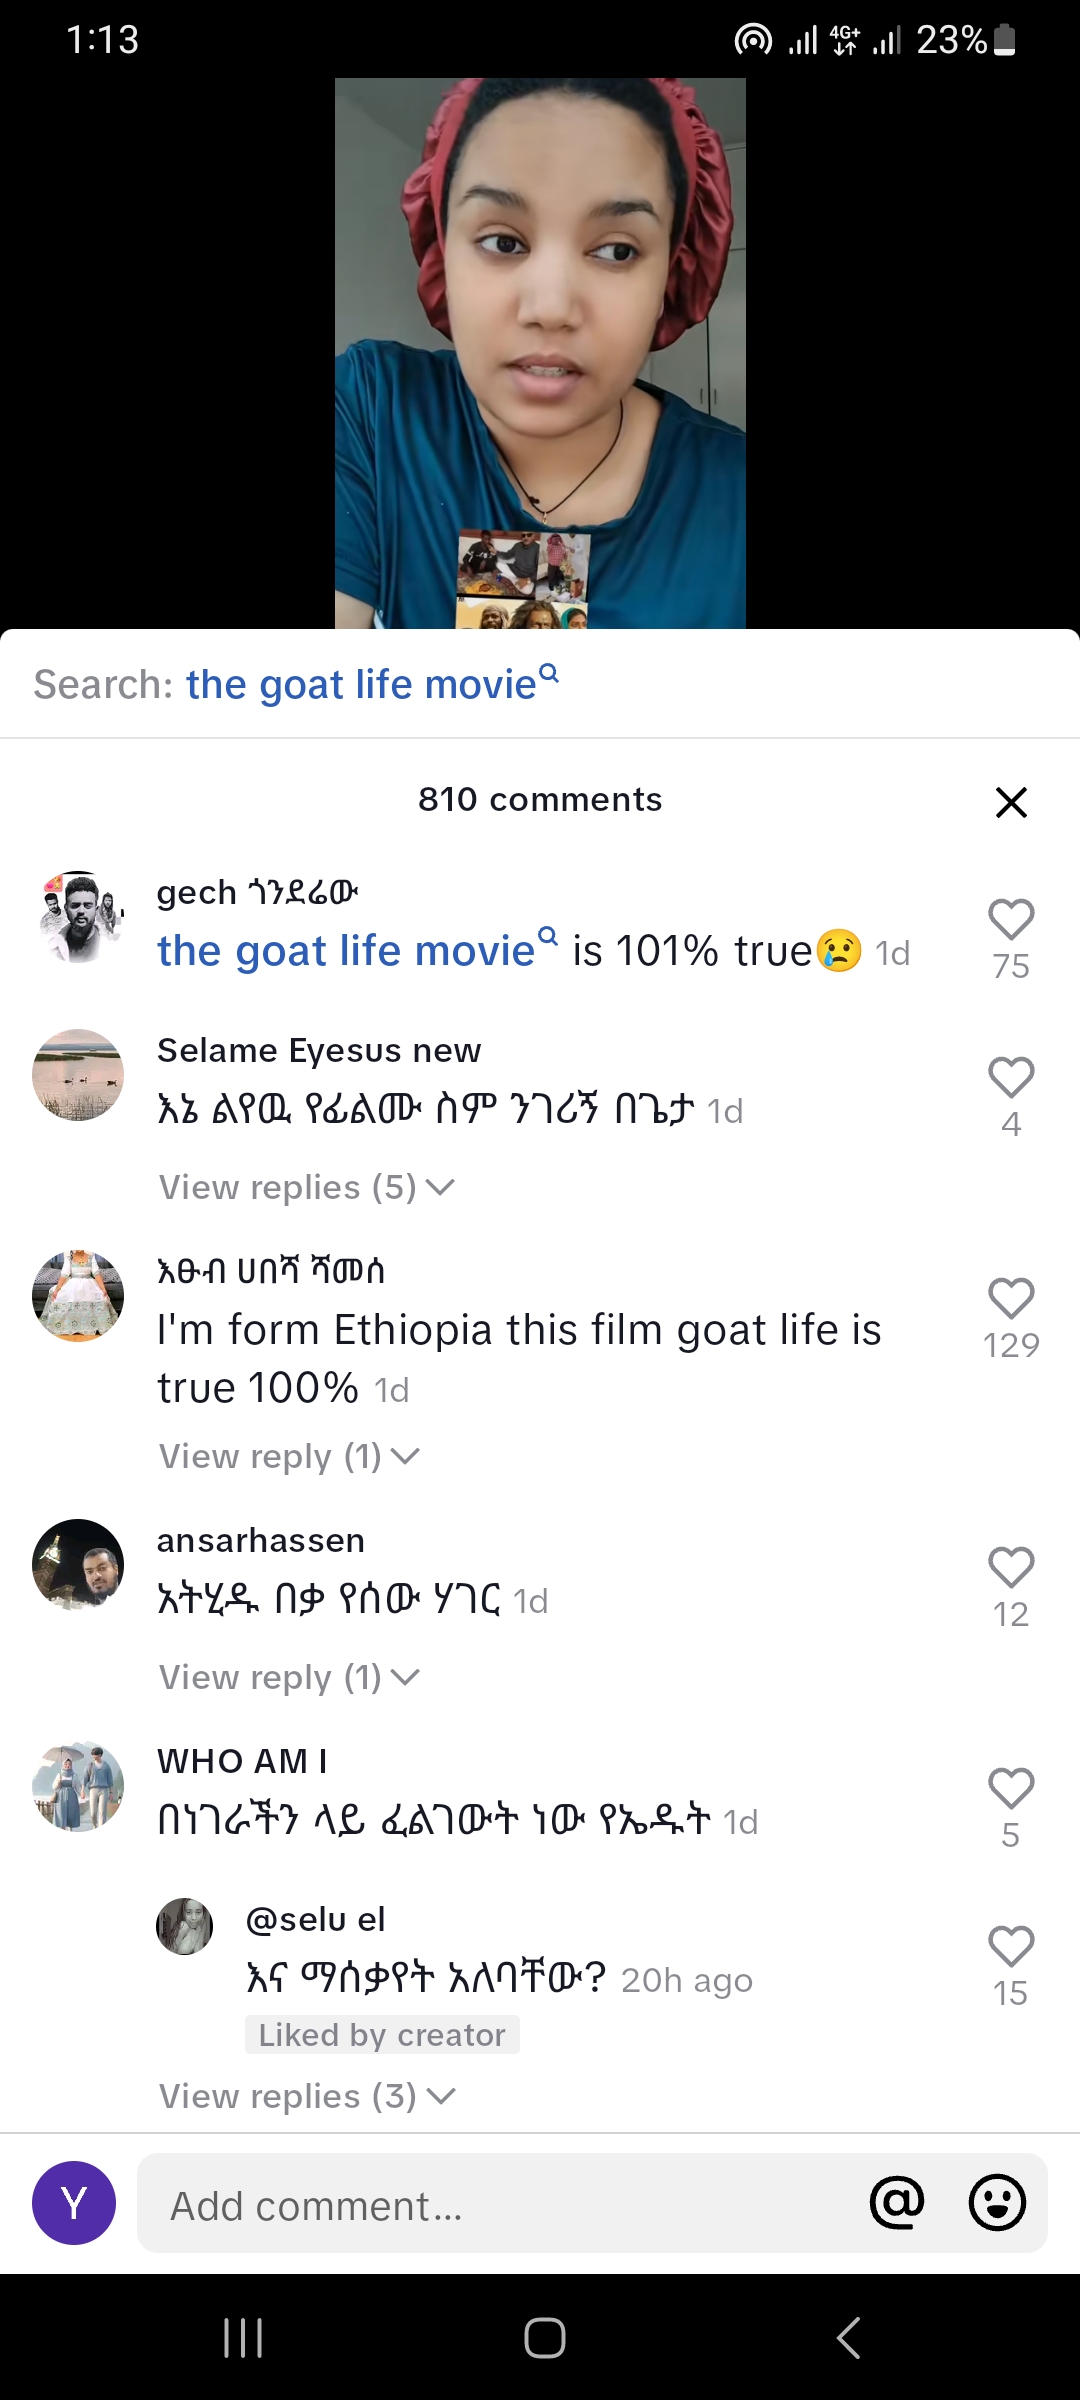 1:13
4G+
23%
Search: the goat life movie
810 comments
gech ጎንደሬው
the goat life movie is 101% true😢 1d
75
Selame Eyesus new
እኔ ልየዉ የፊልሙ ስም ንገሪኝ በጌታ 1d
4
View replies (5)
እፁብ ሀበሻ ሻመሰ
I'm form Ethiopia this film goat life is
true 100% 1d
129
View reply (1)
ansarhassen
አትሂዱ በቃ የሰው ሃገር 1d
12
View reply (1)
WHO AM I
በነገራችን ላይ ፈልገውት ነው የኤዱት 1d
5
@selu el
እና ማሰቃየት አለባቸው? 20h ago
15
Liked by creator
View replies (3)
Y
Add comment...